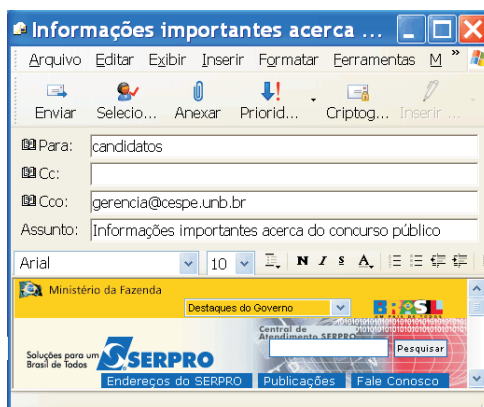 Informações importantes acerca ...
Arquivo Editar Exibir Inserir Formatar Ferramentas M »
Enviar Selecio... Anexar Priorid... Criptog... Inserir ...
Para: candidatos
Cc:
Cco: gerencia@cespe.unb.br
Assunto: Informações importantes acerca do concurso público
Arial 10 N I s A
Ministério da Fazenda
Destaques do Governo
BRASIL
Central de
Atendimento SERPRO
Pesquisar
Soluções para um
Brasil de Todos
SERPRO
Endereços do SERPRO Publicações Fale Conosco